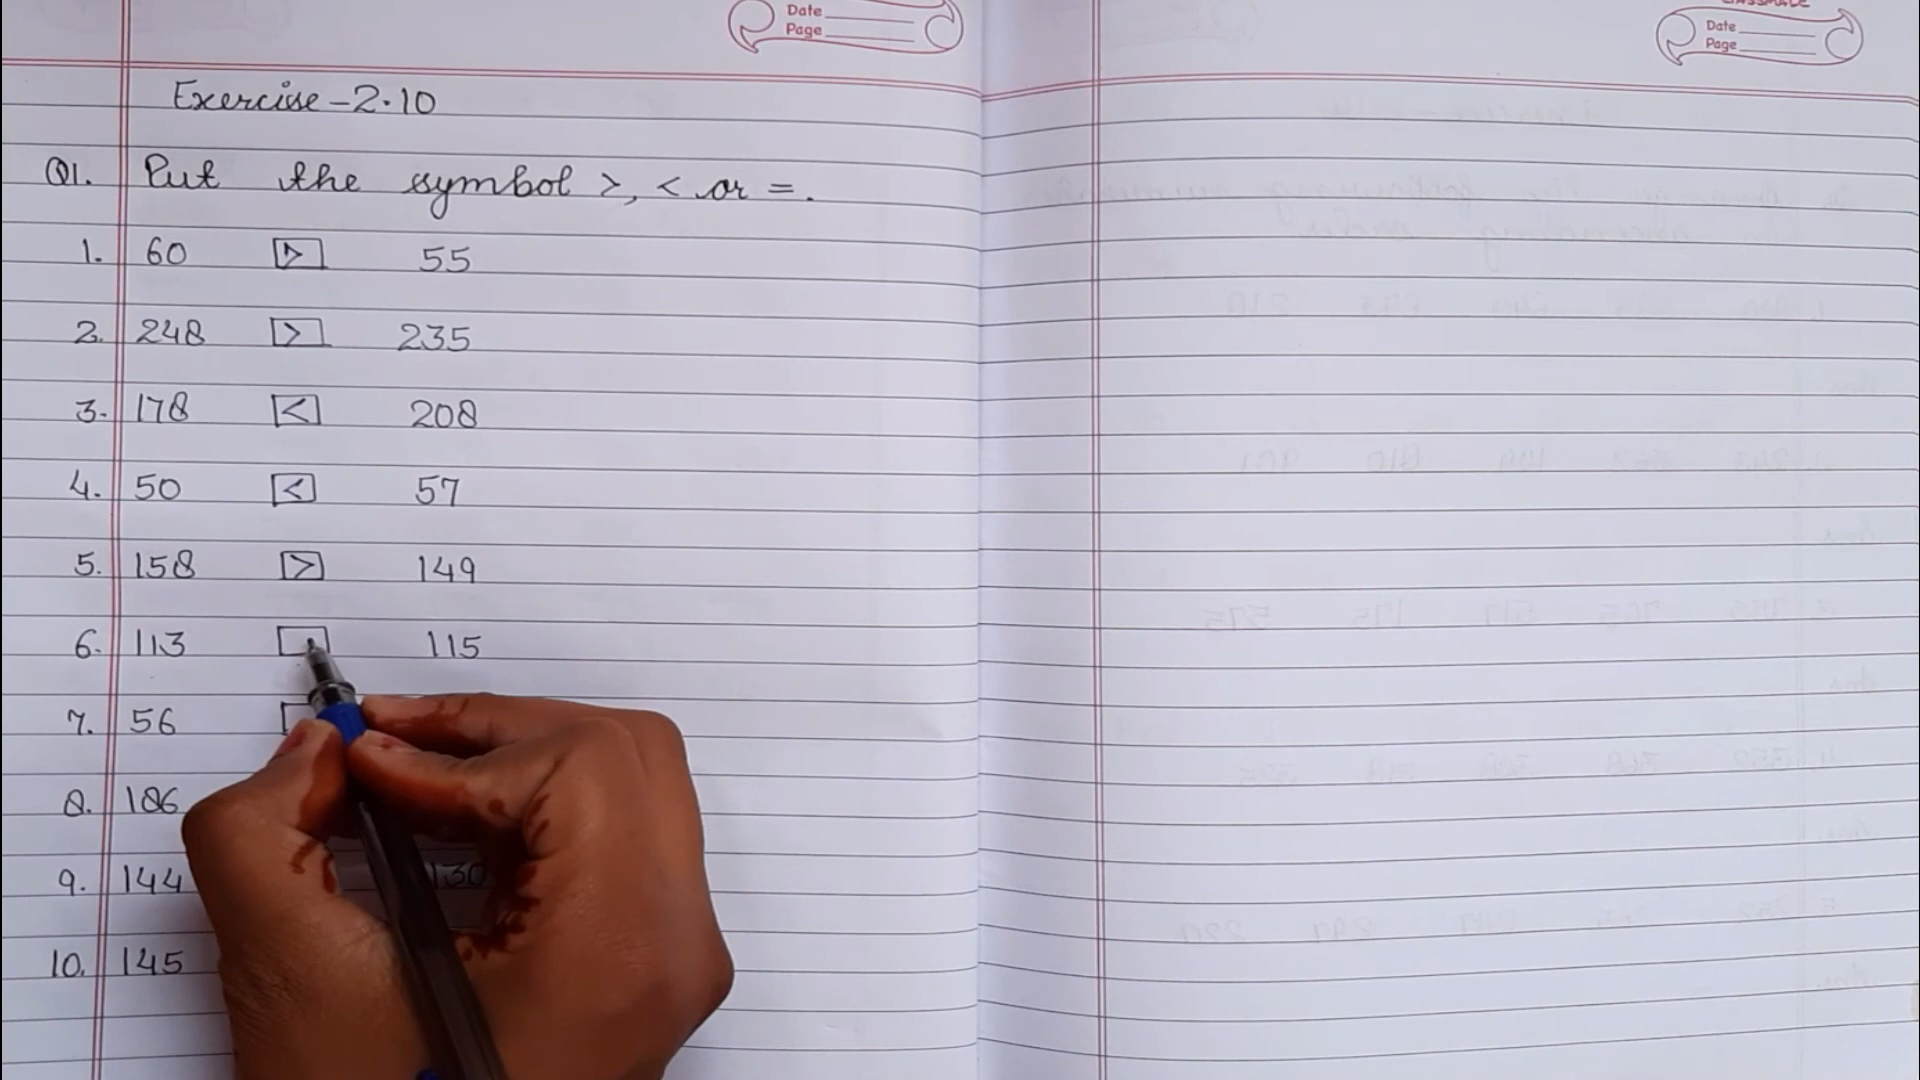 Date
Page
Date
Page
Exercise-2.10
Q1. Put the symbol >, < or =.
1. 60 > 55
2. 248 > 235
3. 178 < 208
4. 50 < 57
5. 158 > 149
6. 113 115
7. 56
8. 186
9. 144 130
10. 145